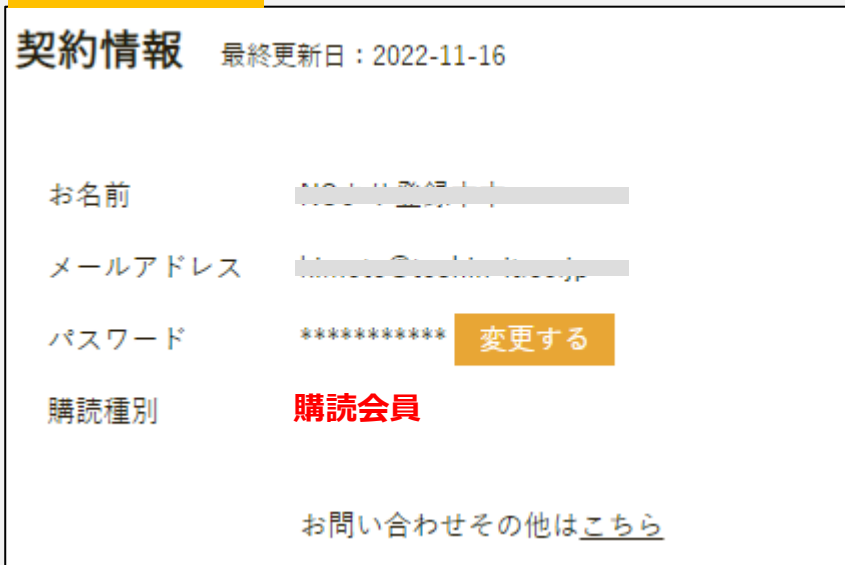 契約情報 最終更新日：2022-11-16
お名前
メールアドレス
パスワード *********** 変更する
購読種別 購読会員
お問い合わせその他はこちら